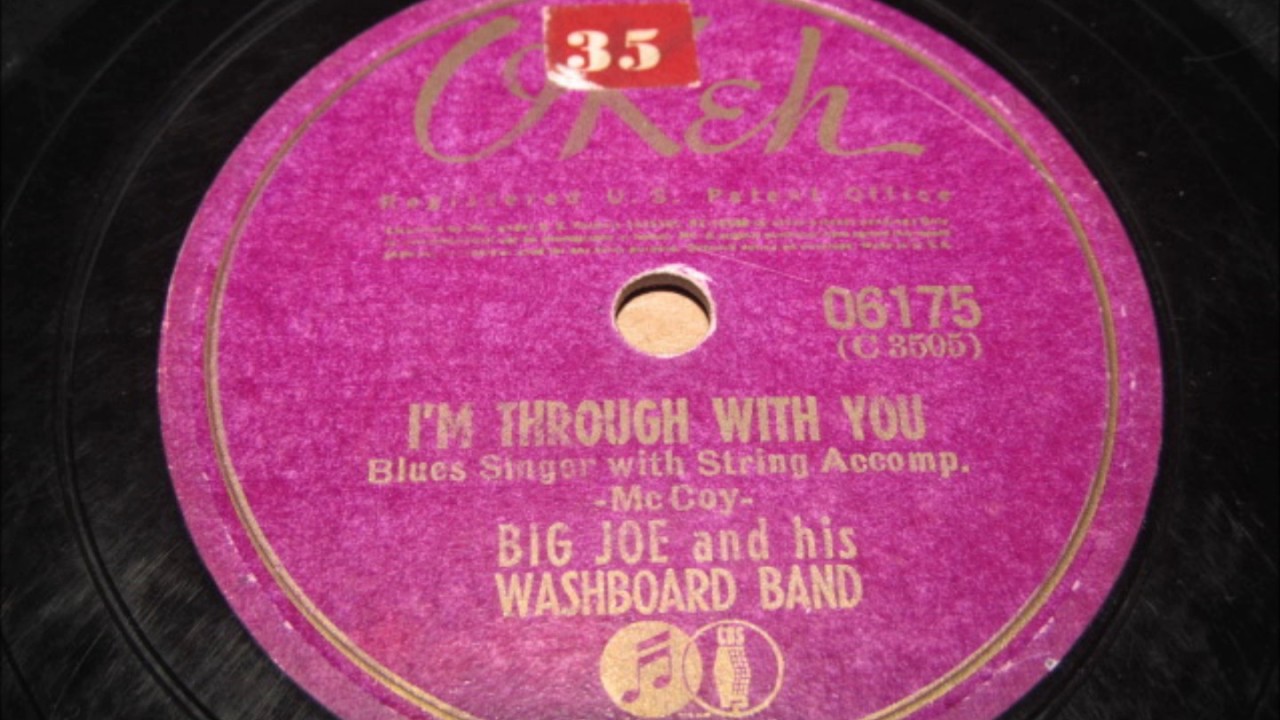 35
OKeh
Registered U.S. Patent Office
06175
(C 3505)
I'M THROUGH WITH YOU
Blues Singer with String Accomp.
-McCoy-
BIG JOE and his
WASHBOARD BAND
CBS